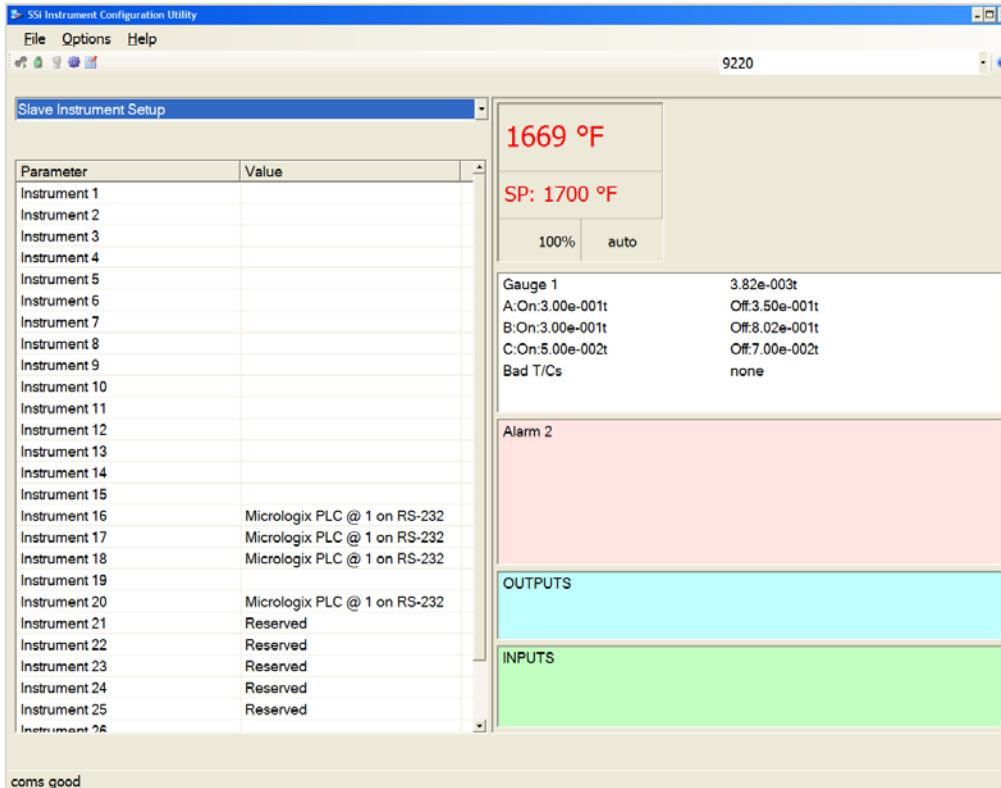 SSi Instrument Configuration Utility
File Options Help
9220
Slave Instrument Setup
Parameter Value
Instrument 1
Instrument 2
Instrument 3
Instrument 4
Instrument 5
Instrument 6
Instrument 7
Instrument 8
Instrument 9
Instrument 10
Instrument 11
Instrument 12
Instrument 13
Instrument 14
Instrument 15
Instrument 16 Micrologix PLC @ 1 on RS-232
Instrument 17 Micrologix PLC @ 1 on RS-232
Instrument 18 Micrologix PLC @ 1 on RS-232
Instrument 19
Instrument 20 Micrologix PLC @ 1 on RS-232
Instrument 21 Reserved
Instrument 22 Reserved
Instrument 23 Reserved
Instrument 24 Reserved
Instrument 25 Reserved
Instrument 26
1669 °F
SP: 1700 °F
100% auto
Gauge 1 3.82e-003t
A:On:3.00e-001t Off:3.50e-001t
B:On:3.00e-001t Off:8.02e-001t
C:On:5.00e-002t Off:7.00e-002t
Bad T/Cs none
Alarm 2
OUTPUTS
INPUTS
coms good